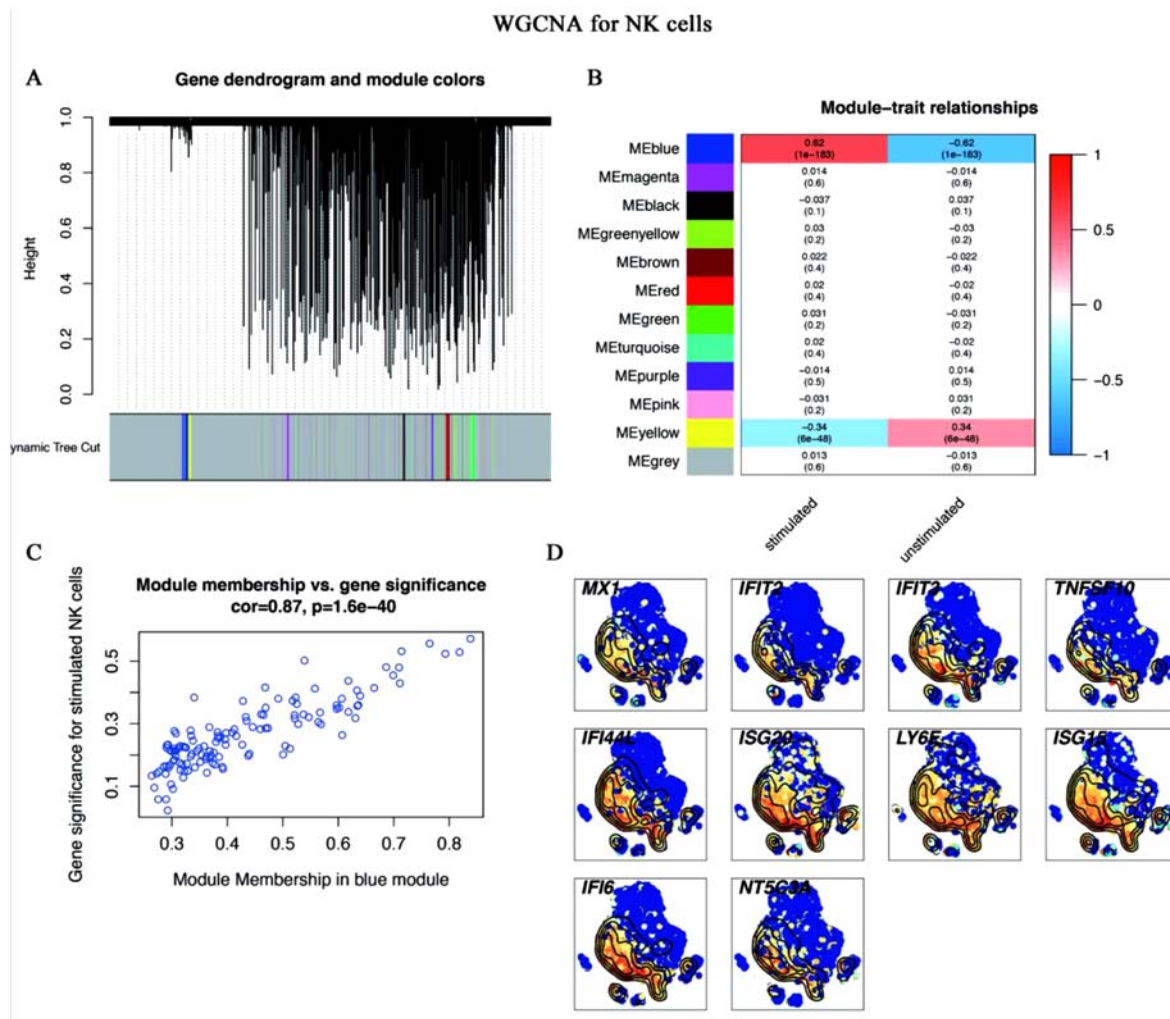 WGCNA for NK cells
A
Gene dendrogram and module colors
Height
1.0
0.8
0.6
0.4
0.2
0.0
ynamic Tree Cut
B
Module-trait relationships
MEblue 0.62 -0.62
(1e-183) (1e-183)
MEmagenta 0.014 -0.014
(0.6) (0.6)
MEblack -0.037 0.037
(0.1) (0.1)
MEgreenyellow 0.03 -0.03
(0.2) (0.2)
MEbrown 0.022 -0.022
(0.4) (0.4)
MEred 0.02 -0.02
(0.4) (0.4)
MEgreen 0.031 -0.031
(0.2) (0.2)
MEturquoise 0.02 -0.02
(0.4) (0.4)
MEpurple -0.014 0.014
(0.5) (0.5)
MEpink -0.031 0.031
(0.2) (0.2)
MEyellow -0.34 0.34
(6e-48) (6e-48)
MEgrey 0.013 -0.013
(0.6) (0.6)
stimulated
unstimulated
1
0.5
0
-0.5
-1
C
Module membership vs. gene significance
cor=0.87, p=1.6e-40
Gene significance for stimulated NK cells
0.5
0.3
0.1
0.3 0.4 0.5 0.6 0.7 0.8
Module Membership in blue module
D
MX1 IFIT2 TNFSF10
IFI44L ISG20 LY6E ISG15
IFI6 NT5C3A